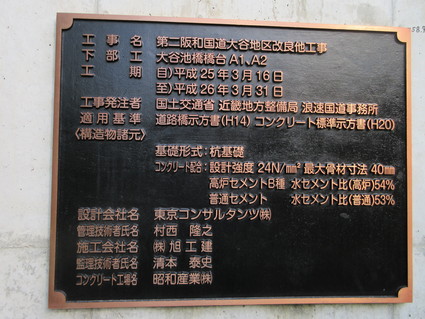 工事名 第二阪和国道大谷地区改良他工事
下部工 大谷池橋橋台 A1、A2
工期 自)平成25年3月16日
至)平成26年3月31日
工事発注者 国土交通省 近畿地方整備局 浪速国道事務所
適用基準 道路橋示方書(H14) コンクリート標準示方書(H20)
〈構造物諸元〉
基礎形式:杭基礎
コンクリート配合:設計強度 24N/mm² 最大骨材寸法 40mm
高炉セメントB種 水セメント比(高炉)54%
普通セメント 水セメント比(普通)53%
設計会社名 東京コンサルタンツ㈱
管理技術者氏名 村西 隆之
施工会社名 ㈱旭工建
監理技術者氏名 清本 泰史
コンクリート工場名 昭和産業㈱